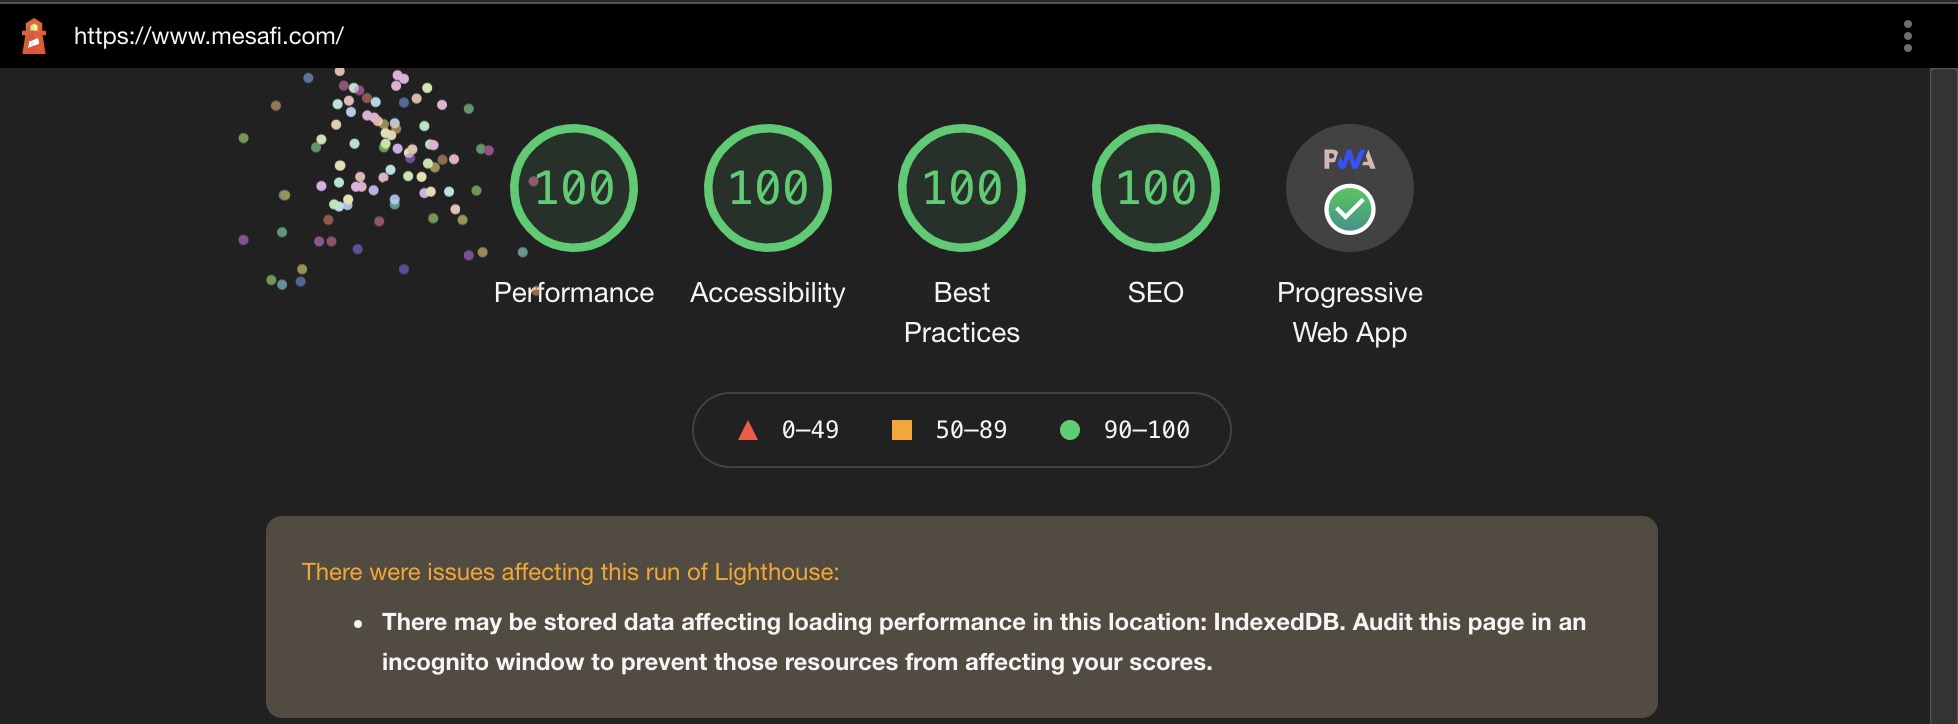 https://www.mesafi.com/
100 100 100 100 PWA
Performance Accessibility Best Practices SEO Progressive Web App
0–49 50–89 90–100
There were issues affecting this run of Lighthouse:
• There may be stored data affecting loading performance in this location: IndexedDB. Audit this page in an
incognito window to prevent those resources from affecting your scores.